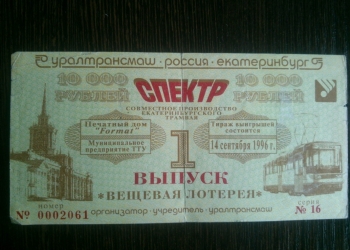 уралтрансмаш · россия · екатеринбург
10 000 СПЕКТР 10 000
РУБЛЕЙ РУБЛЕЙ
СОВМЕСТНОЕ ПРОИЗВОДСТВО
ЕКАТЕРИНБУРГСКОГО
ТРАМВАЯ
Печатный дом
"Format"
Муниципальное
предприятие ТТУ
Тираж розыгрышей
состоится
14 сентября 1996 г.
1
ВЫПУСК
*ВЕЩЕВАЯ ЛОТЕРЕЯ*
номер
№ 0002061
серия
№ 16
организатор · учредитель · уралтрансмаш